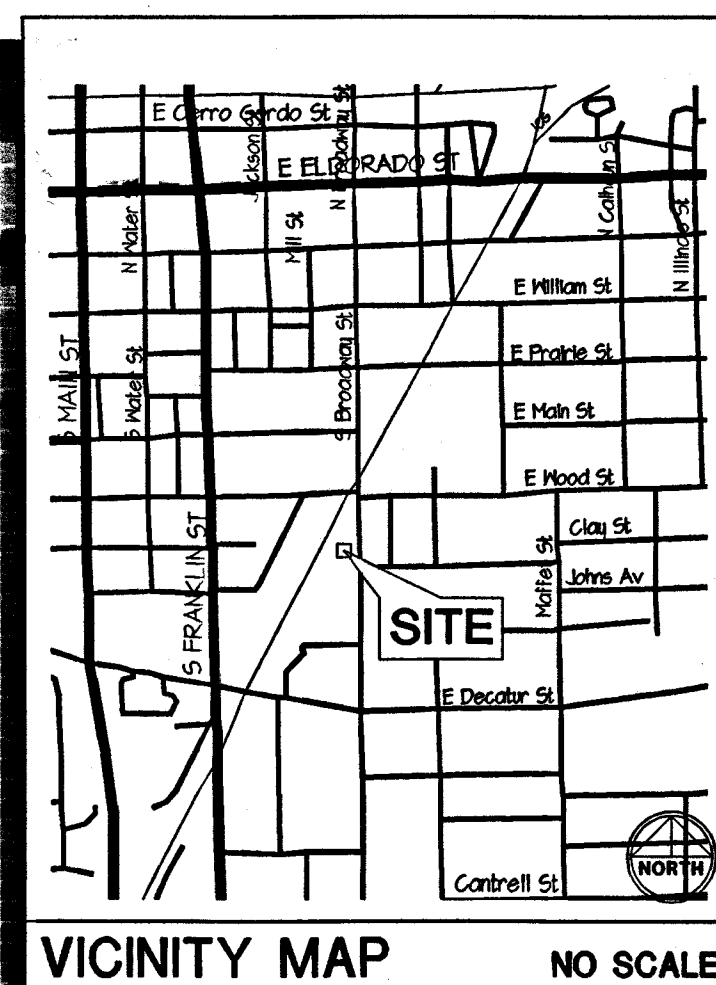 E Cerro Gordo St
Jackson St
N Broadway St
E ELDORADO ST
N Calhoun St
N Water St
Mill St
N Illinois St
E William St
S MAIN ST
S Water St
S Broadway St
E Prairie St
E Main St
E Wood St
S FRANKLIN ST
Clay St
Maffet St
Johns Av
SITE
E Decatur St
Cantrell St
NORTH
VICINITY MAP
NO SCALE